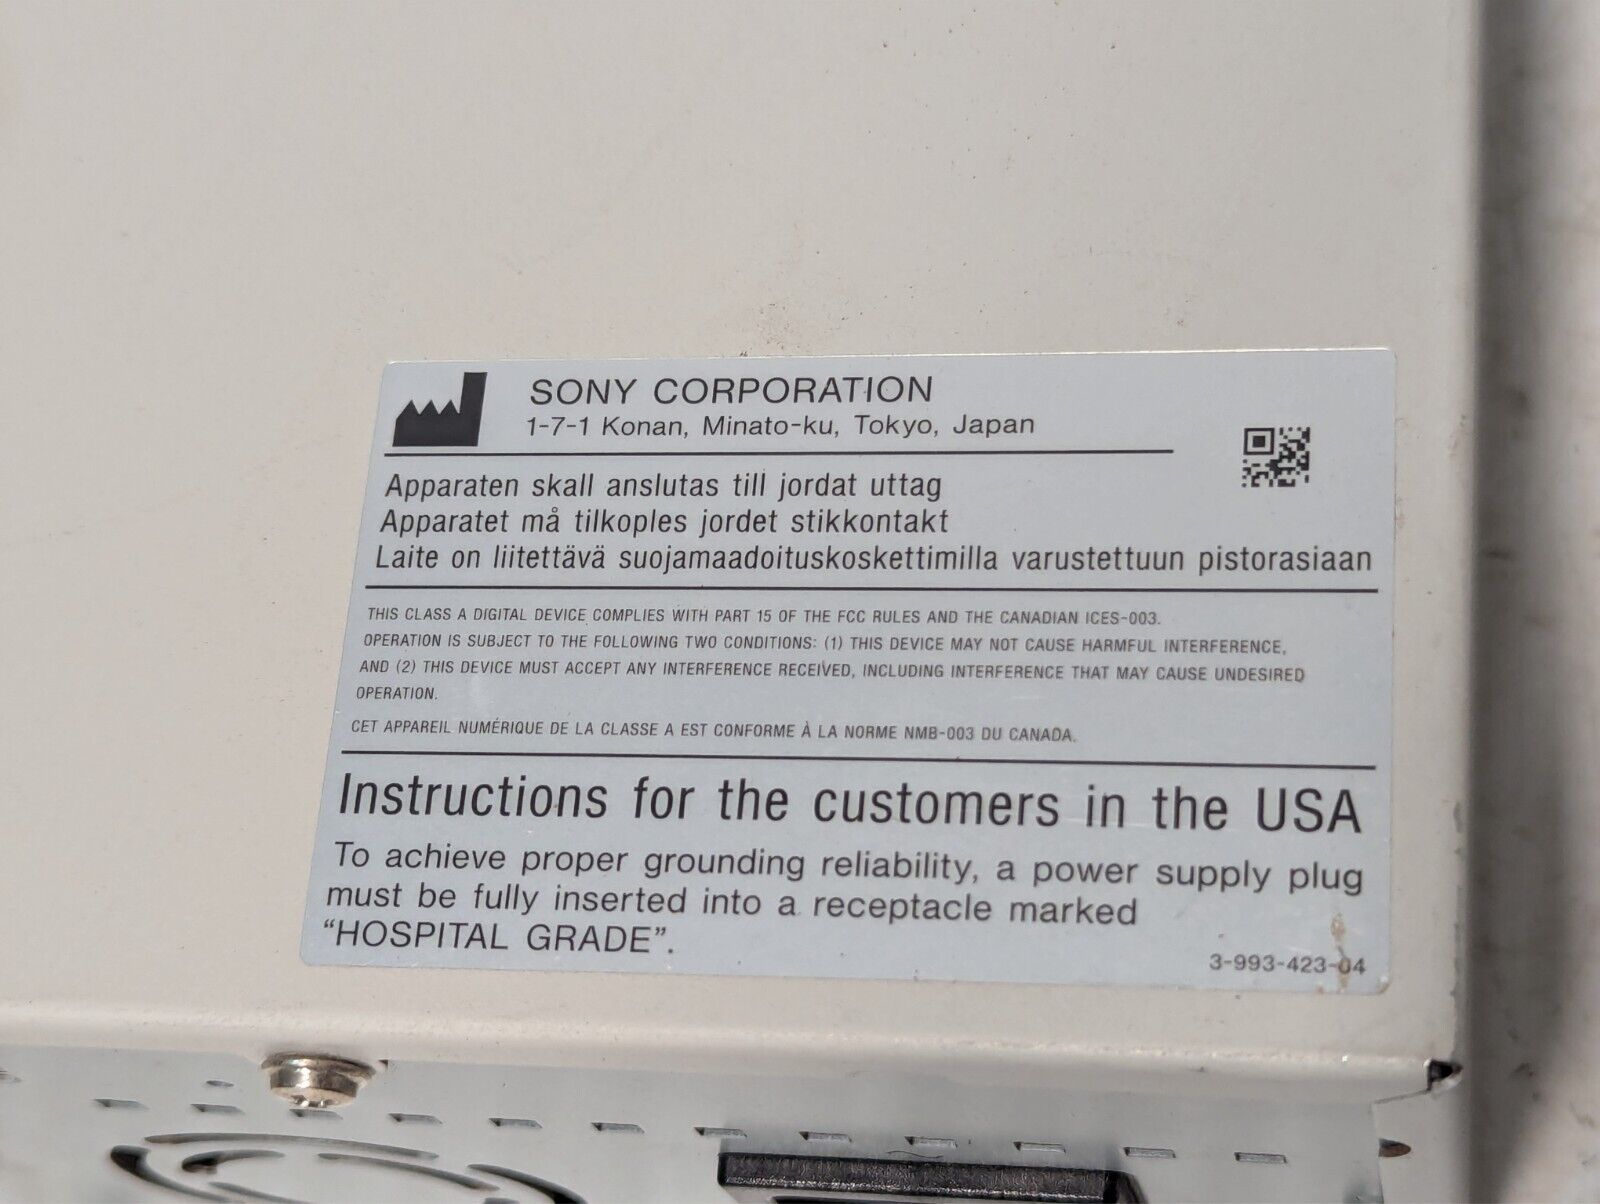 SONY CORPORATION
1-7-1 Konan, Minato-ku, Tokyo, Japan
Apparaten skall anslutas till jordat uttag
Apparatet må tilkoples jordet stikkontakt
Laite on liitettävä suojamaadoituskoskettimilla varustettuun pistorasiaan
THIS CLASS A DIGITAL DEVICE COMPLIES WITH PART 15 OF THE FCC RULES AND THE CANADIAN ICES-003.
OPERATION IS SUBJECT TO THE FOLLOWING TWO CONDITIONS: (1) THIS DEVICE MAY NOT CAUSE HARMFUL INTERFERENCE,
AND (2) THIS DEVICE MUST ACCEPT ANY INTERFERENCE RECEIVED, INCLUDING INTERFERENCE THAT MAY CAUSE UNDESIRED
OPERATION.
CET APPAREIL NUMÉRIQUE DE LA CLASSE A EST CONFORME À LA NORME NMB-003 DU CANADA.
Instructions for the customers in the USA
To achieve proper grounding reliability, a power supply plug
must be fully inserted into a receptacle marked
“HOSPITAL GRADE”.
3-993-423-04